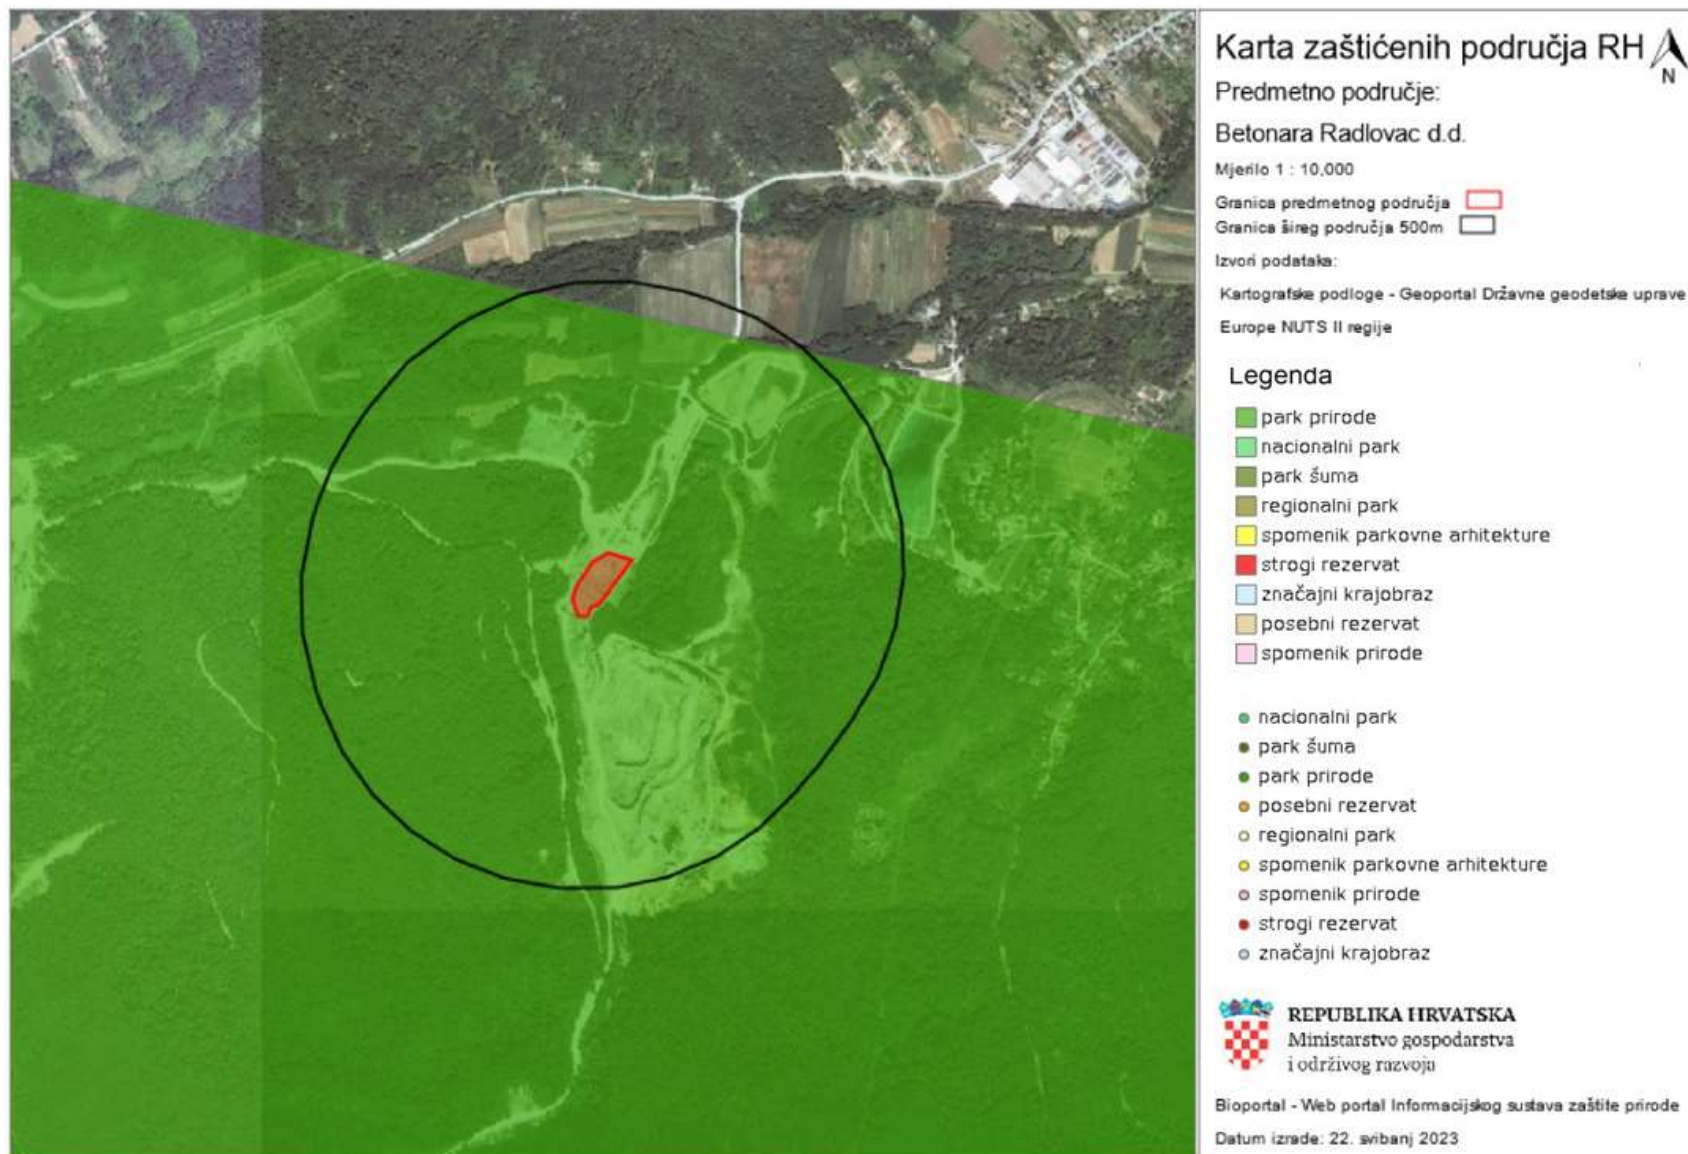 Karta zaštićenih područja RH
N
Predmetno područje:
Betonara Radlovac d.d.
Mjerilo 1 : 10,000
Granica predmetnog područja
Granica šireg područja 500m
Izvori podataka:
Kartografske podloge - Geoportal Državne geodetske uprave
Europe NUTS II regije
Legenda
park prirode
nacionalni park
park šuma
regionalni park
spomenik parkovne arhitekture
strogi rezervat
značajni krajobraz
posebni rezervat
spomenik prirode
nacionalni park
park šuma
park prirode
posebni rezervat
regionalni park
spomenik parkovne arhitekture
spomenik prirode
strogi rezervat
značajni krajobraz
REPUBLIKA HRVATSKA
Ministarstvo gospodarstva
i održivog razvoja
Bioportal - Web portal Informacijskog sustava zaštite prirode
Datum izrade: 22. svibanj 2023